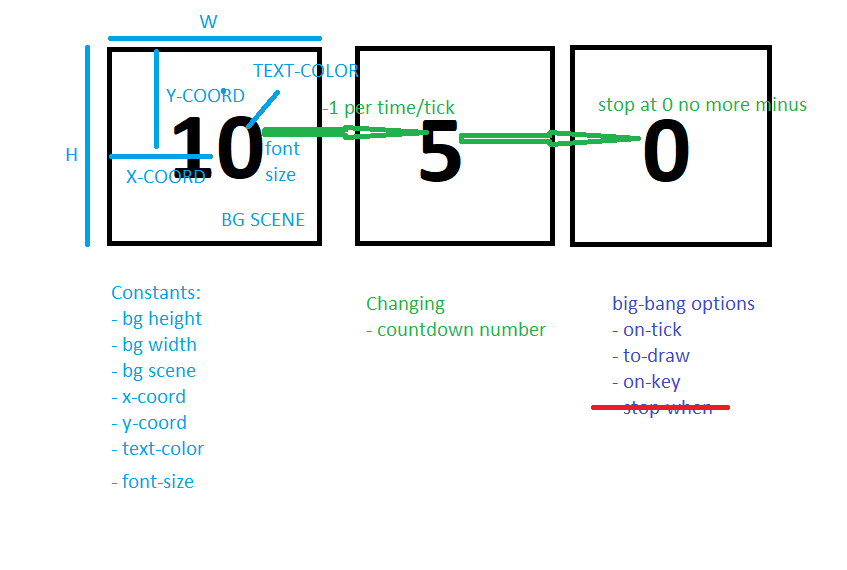 W
TEXT-COLOR
Y-COORD
-1 per time/tick
stop at 0 no more minus
10
5
0
font
size
H
X-COORD
BG SCENE
Constants:
- bg height
- bg width
- bg scene
- x-coord
- y-coord
- text-color
- font-size
Changing
- countdown number
big-bang options
- on-tick
- to-draw
- on-key
- stop when